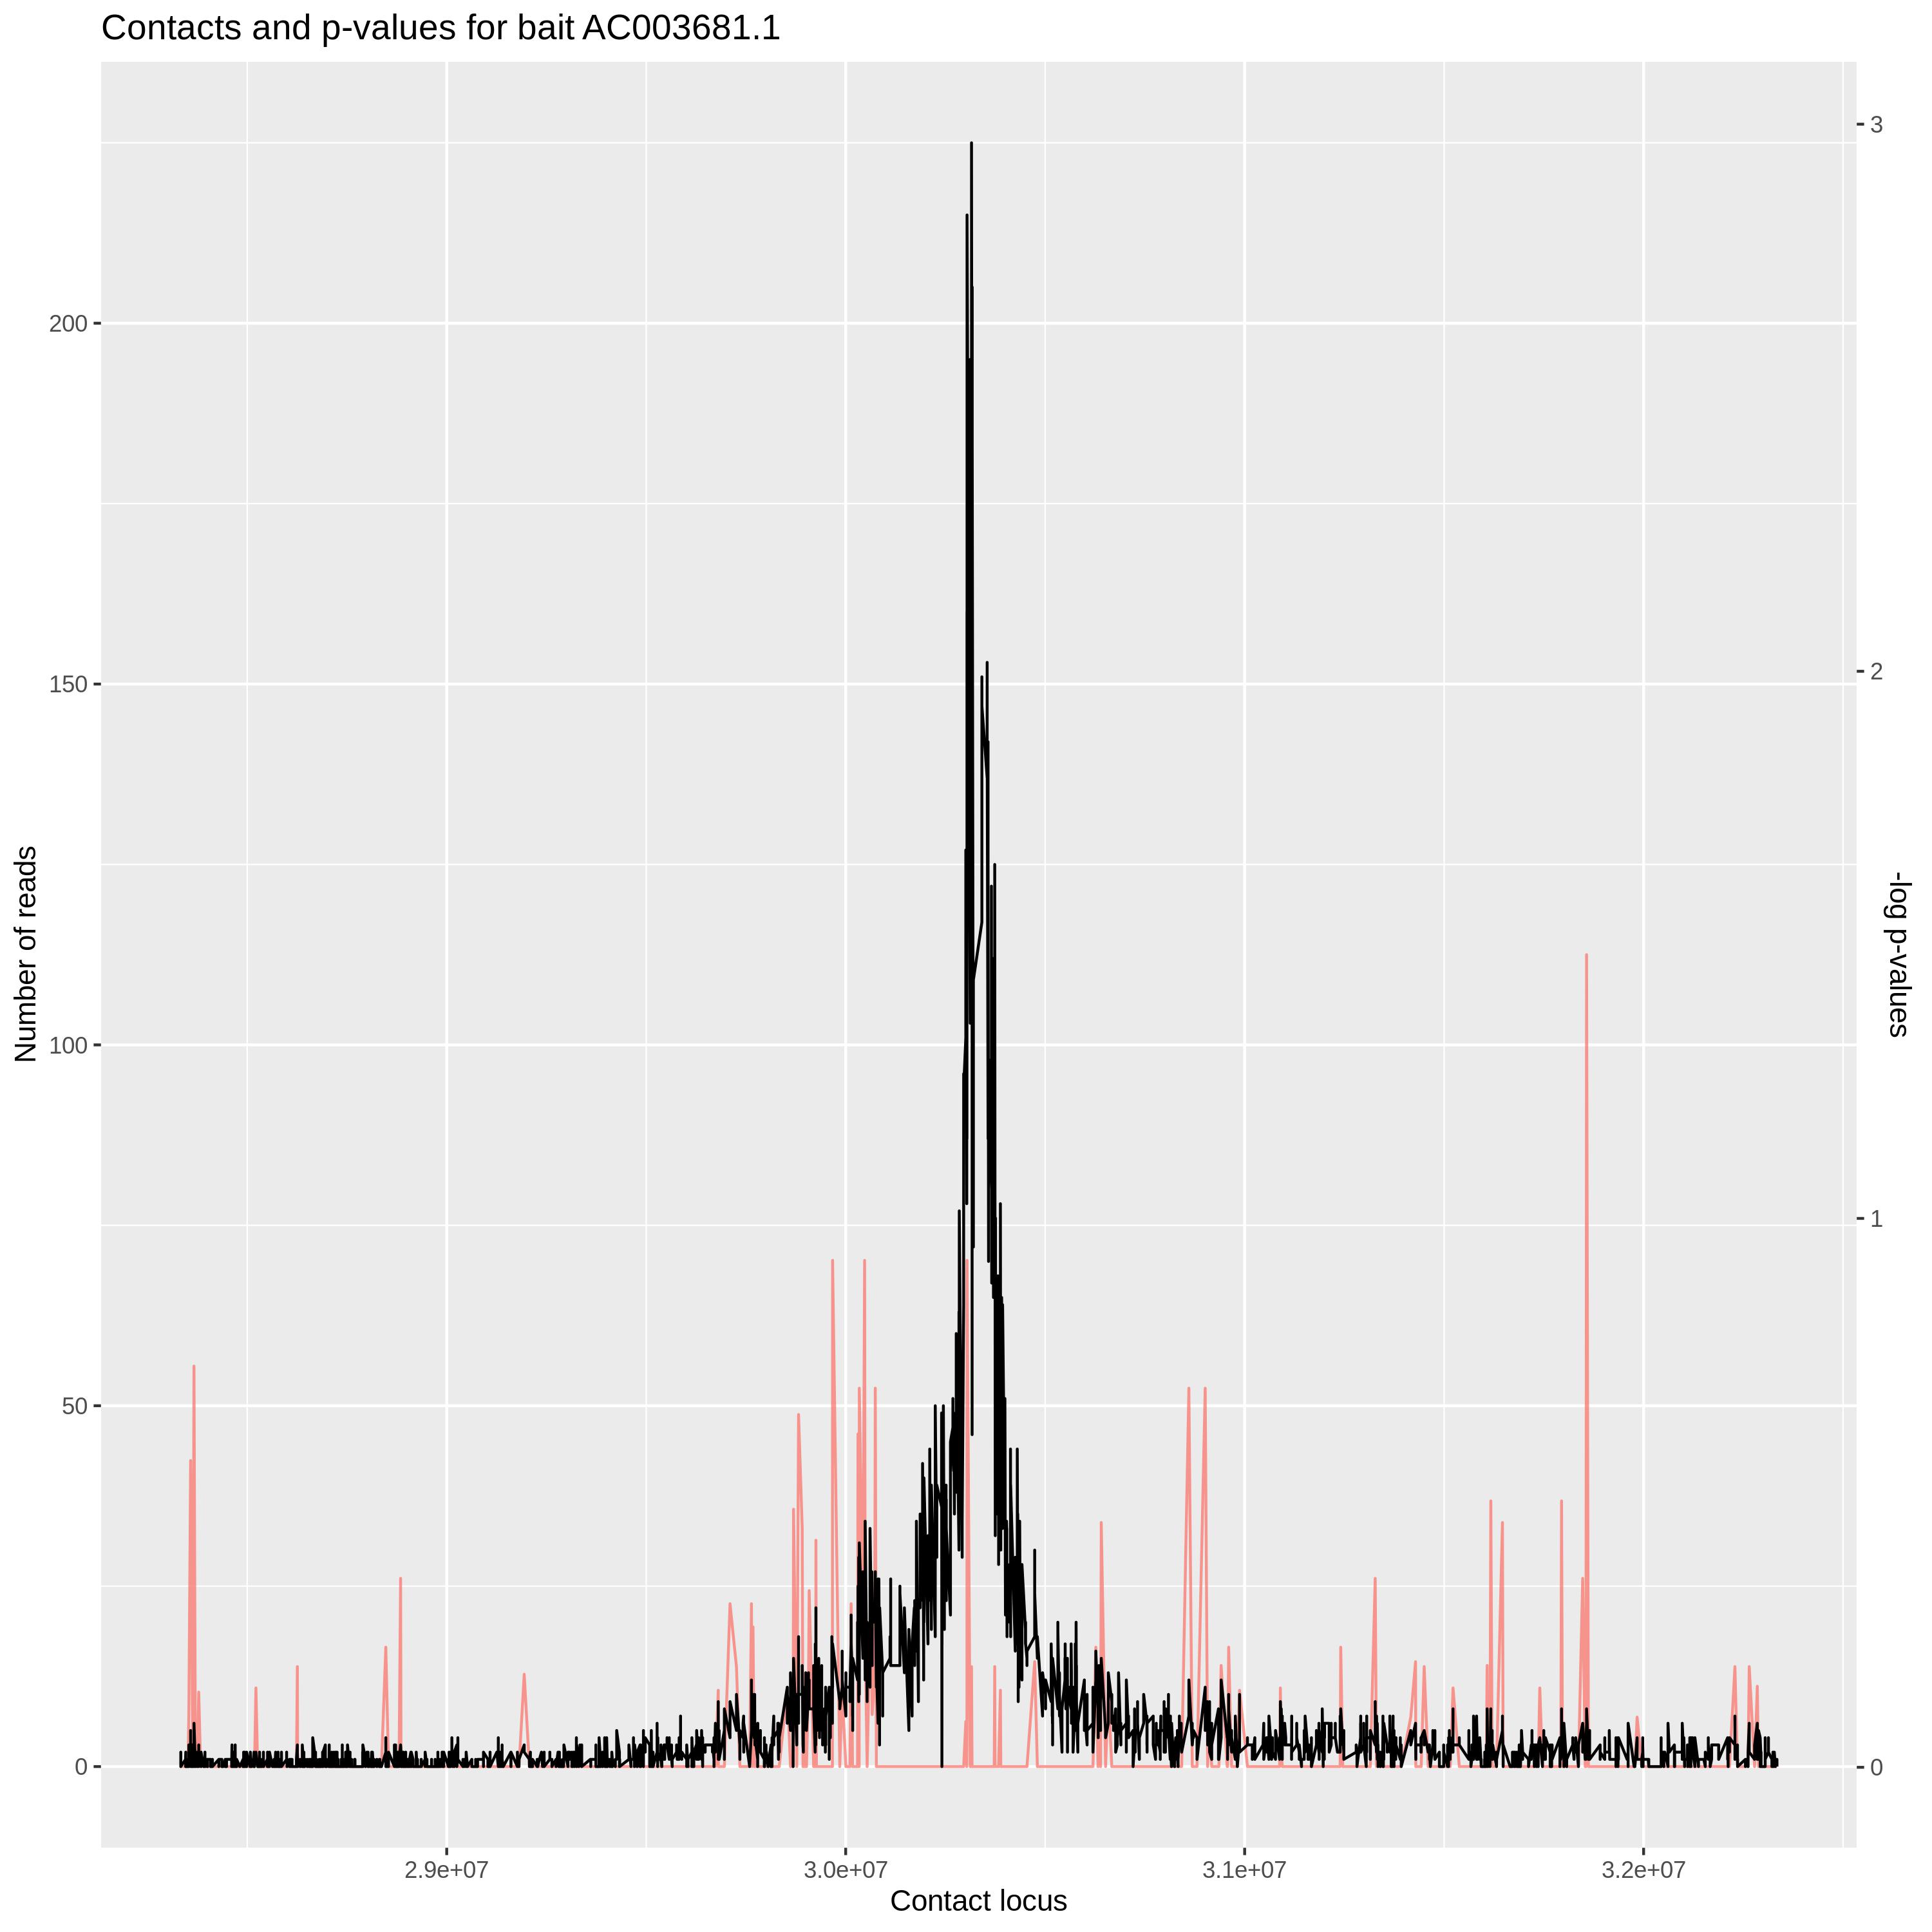 Contacts and p-values for bait AC003681.1
Number of reads
200
150
100
50
0
3
2
1
0
-log p-values
2.9e+07 3.0e+07 3.1e+07 3.2e+07
Contact locus